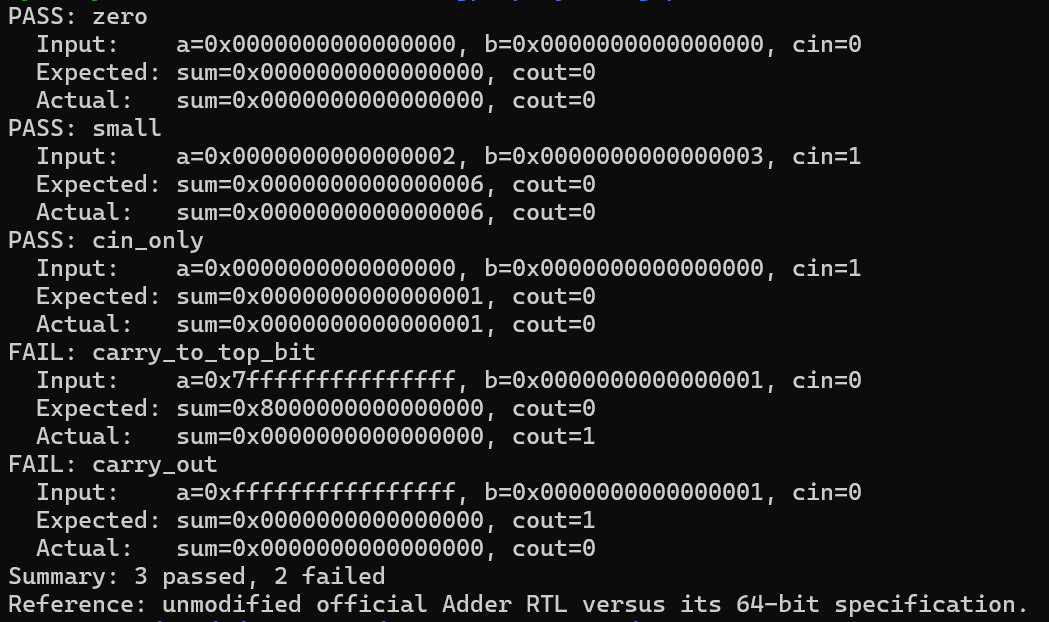 PASS: zero
  Input:    a=0x0000000000000000, b=0x0000000000000000, cin=0
  Expected: sum=0x0000000000000000, cout=0
  Actual:   sum=0x0000000000000000, cout=0
PASS: small
  Input:    a=0x0000000000000002, b=0x0000000000000003, cin=1
  Expected: sum=0x0000000000000006, cout=0
  Actual:   sum=0x0000000000000006, cout=0
PASS: cin_only
  Input:    a=0x0000000000000000, b=0x0000000000000000, cin=1
  Expected: sum=0x0000000000000001, cout=0
  Actual:   sum=0x0000000000000001, cout=0
FAIL: carry_to_top_bit
  Input:    a=0x7fffffffffffffff, b=0x0000000000000001, cin=0
  Expected: sum=0x8000000000000000, cout=0
  Actual:   sum=0x0000000000000000, cout=1
FAIL: carry_out
  Input:    a=0xffffffffffffffff, b=0x0000000000000001, cin=0
  Expected: sum=0x0000000000000000, cout=1
  Actual:   sum=0x0000000000000000, cout=0
Summary: 3 passed, 2 failed
Reference: unmodified official Adder RTL versus its 64-bit specification.